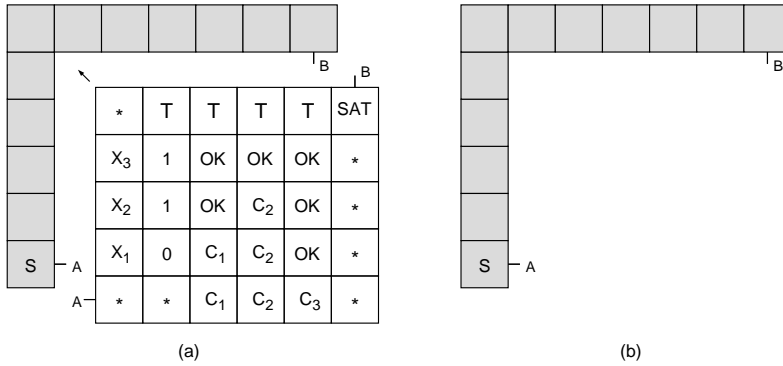 B B
B
* T T T T SAT
X3 1 OK OK OK *
X2 1 OK C2 OK *
X1 0 C1 C2 OK *
S A
A * * C1 C2 C3 *
S A
(a) (b)